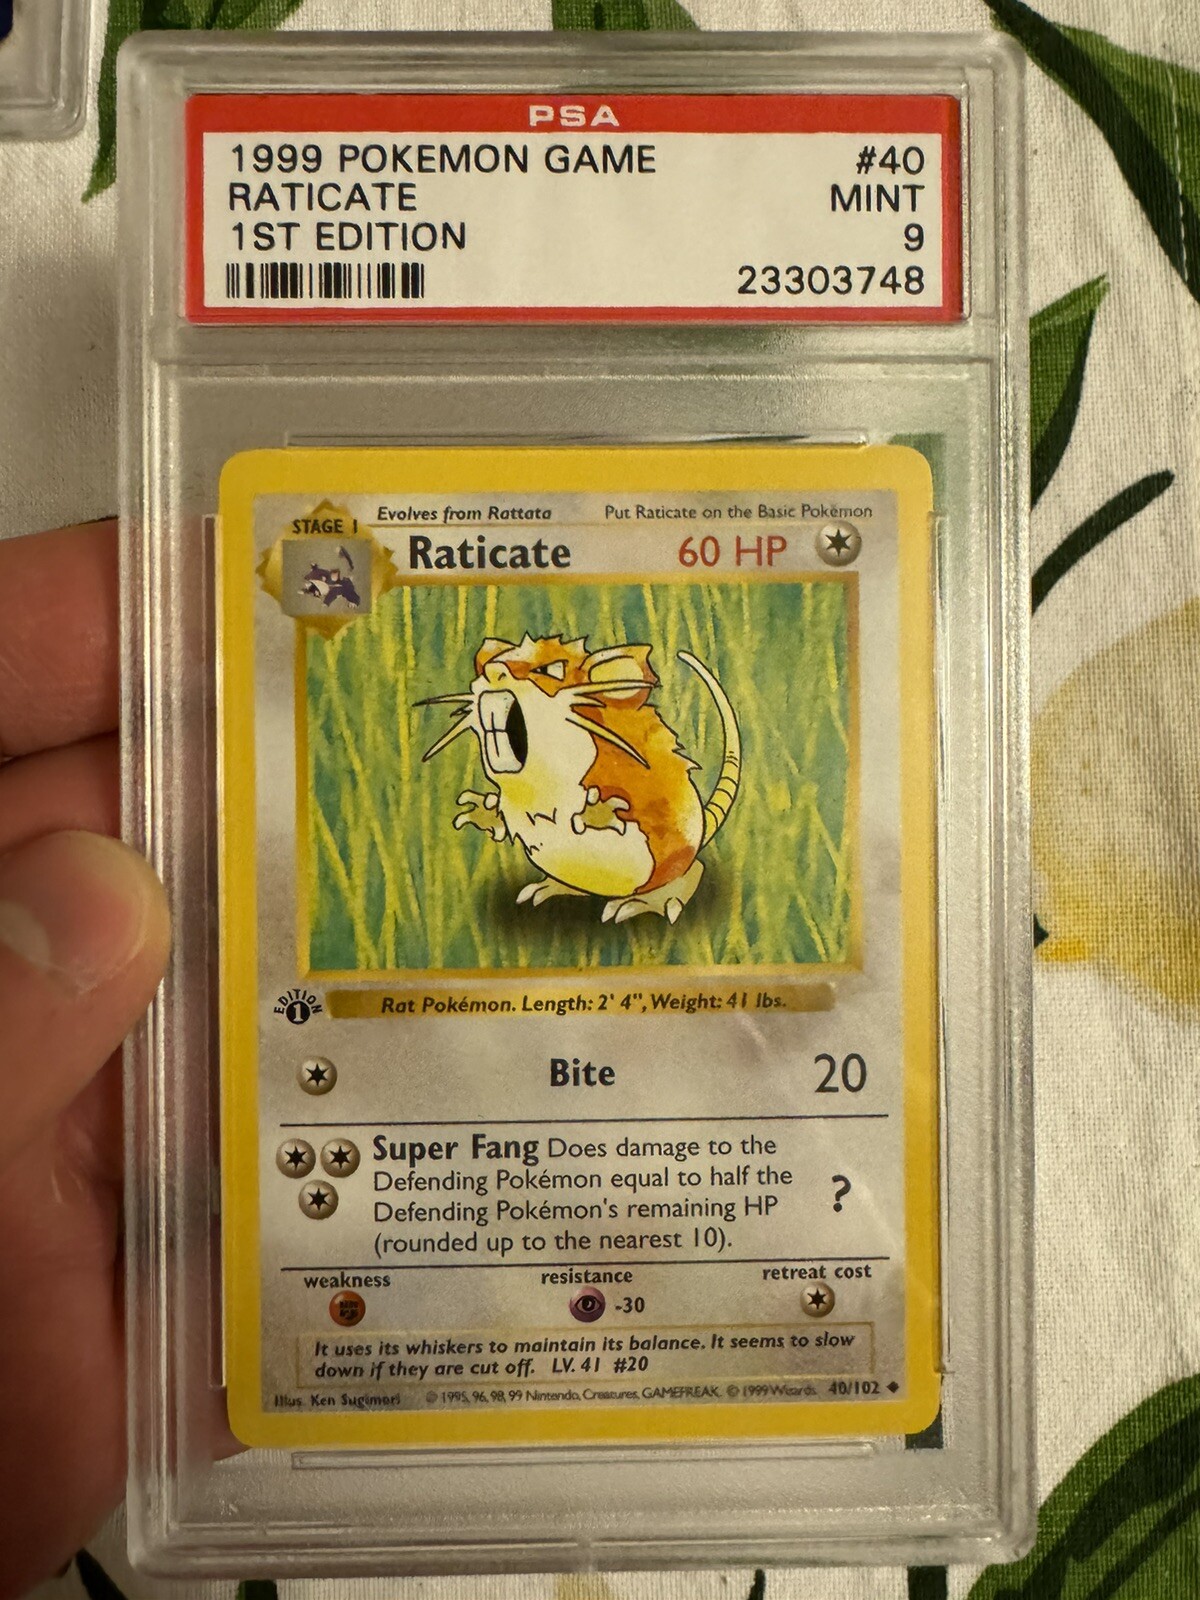 PSA
1999 POKEMON GAME #40
RATICATE MINT
1ST EDITION 9
23303748
STAGE 1 Evolves from Rattata Put Raticate on the Basic Pokémon
Raticate 60 HP
EDITION 1
Rat Pokémon. Length: 2' 4", Weight: 41 lbs.
Bite 20
Super Fang Does damage to the
Defending Pokémon equal to half the
Defending Pokémon's remaining HP
(rounded up to the nearest 10).
?
weakness resistance retreat cost
-30
It uses its whiskers to maintain its balance. It seems to slow
down if they are cut off. LV. 41 #20
Illus. Ken Sugimori © 1995, 96, 98, 99 Nintendo, Creatures, GAMEFREAK. © 1999 Wizards. 40/102